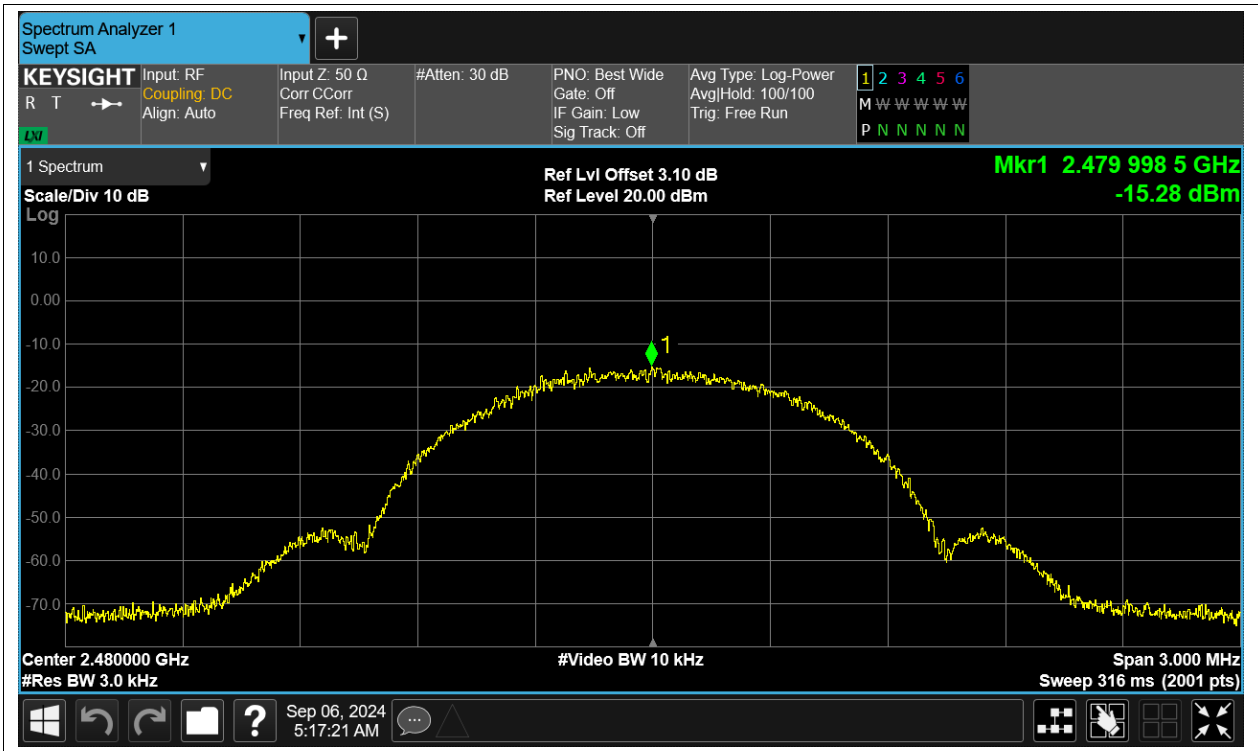 Spectrum Analyzer 1
Swept SA
KEYSIGHT
R T
LXI
Input: RF
Coupling: DC
Align: Auto
Input Z: 50 Ω
Corr CCorr
Freq Ref: Int (S)
#Atten: 30 dB
PNO: Best Wide
Gate: Off
IF Gain: Low
Sig Track: Off
Avg Type: Log-Power
Avg|Hold: 100/100
Trig: Free Run
1 2 3 4 5 6
M W W W W W
P N N N N N
1 Spectrum
Scale/Div 10 dB
Ref Lvl Offset 3.10 dB
Ref Level 20.00 dBm
Mkr1 2.479 998 5 GHz
-15.28 dBm
Log
10.0
0.00
-10.0
1
-20.0
-30.0
-40.0
-50.0
-60.0
-70.0
Center 2.480000 GHz
#Video BW 10 kHz
Span 3.000 MHz
#Res BW 3.0 kHz
Sweep 316 ms (2001 pts)
?
Sep 06, 2024
5:17:21 AM